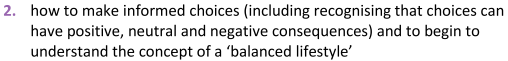 2. how to make informed choices (including recognising that choices can
have positive, neutral and negative consequences) and to begin to
understand the concept of a ‘balanced lifestyle’